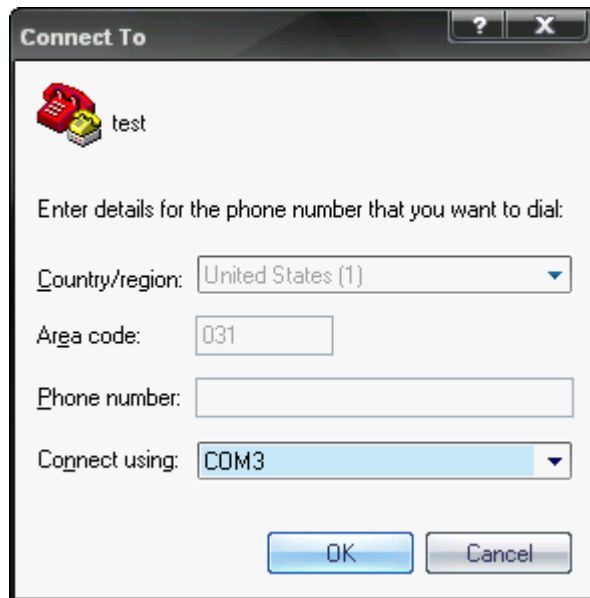 Connect To
? X
test
Enter details for the phone number that you want to dial:
Country/region: United States (1)
Area code: 031
Phone number:
Connect using: COM3
OK Cancel